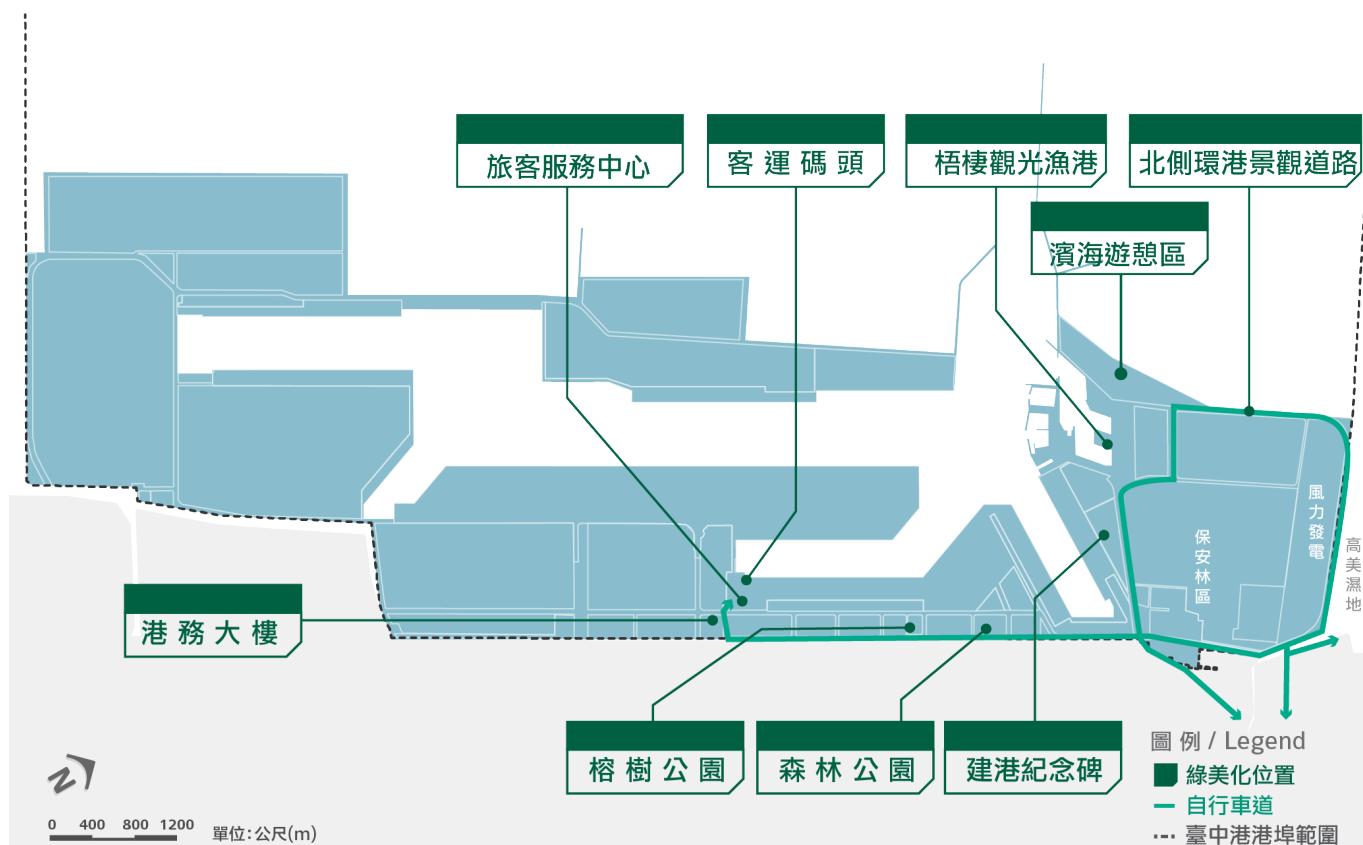 旅客服務中心
客運碼頭
梧棲觀光漁港
北側環港景觀道路
濱海遊憩區
風力發電
保安林區
高美濕地
港務大樓
榕樹公園
森林公園
建港紀念碑
圖例 / Legend
綠美化位置
自行車道
臺中港港埠範圍
N
0 400 800 1200 單位:公尺(m)